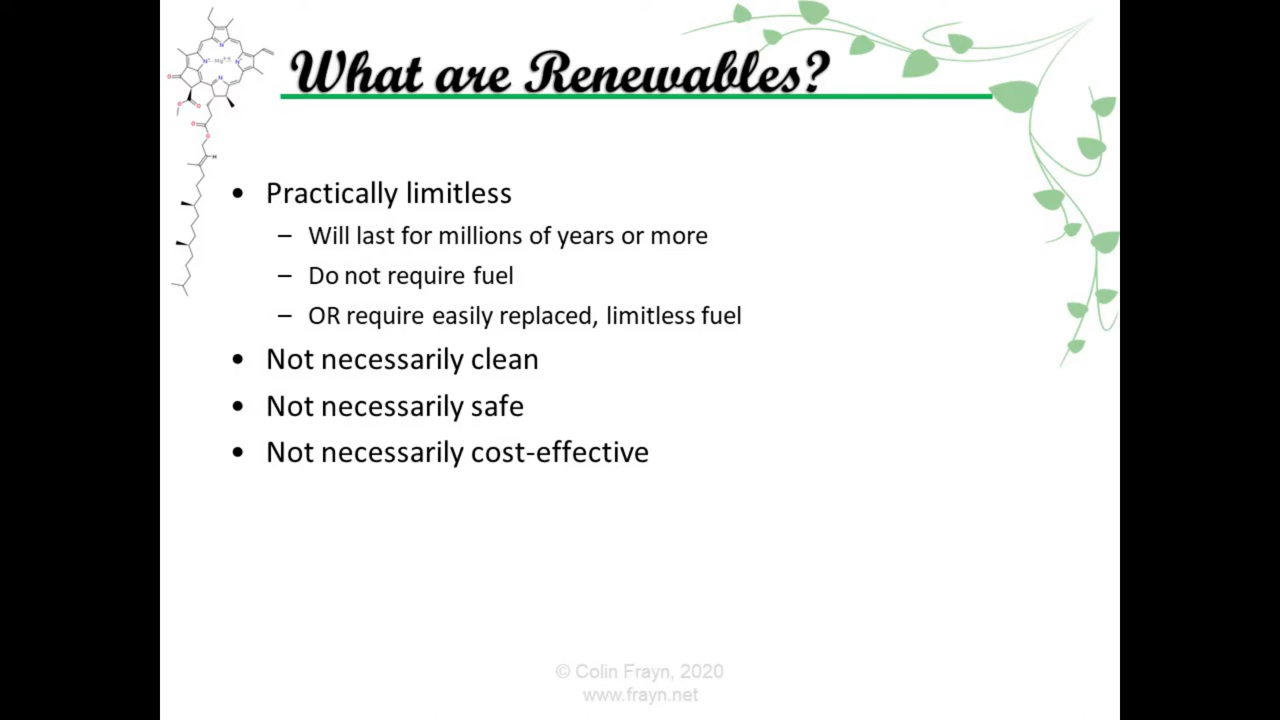 What are Renewables?
• Practically limitless
– Will last for millions of years or more
– Do not require fuel
– OR require easily replaced, limitless fuel
• Not necessarily clean
• Not necessarily safe
• Not necessarily cost-effective
© Colin Frayn, 2020
www.frayn.net